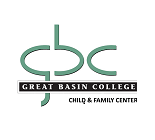 gbc
GREAT BASIN COLLEGE
CHILD & FAMILY CENTER